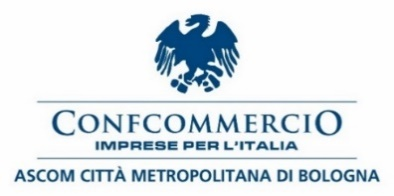 CONFCOMMERCIO
IMPRESE PER L'ITALIA
ASCOM CITTÀ METROPOLITANA DI BOLOGNA